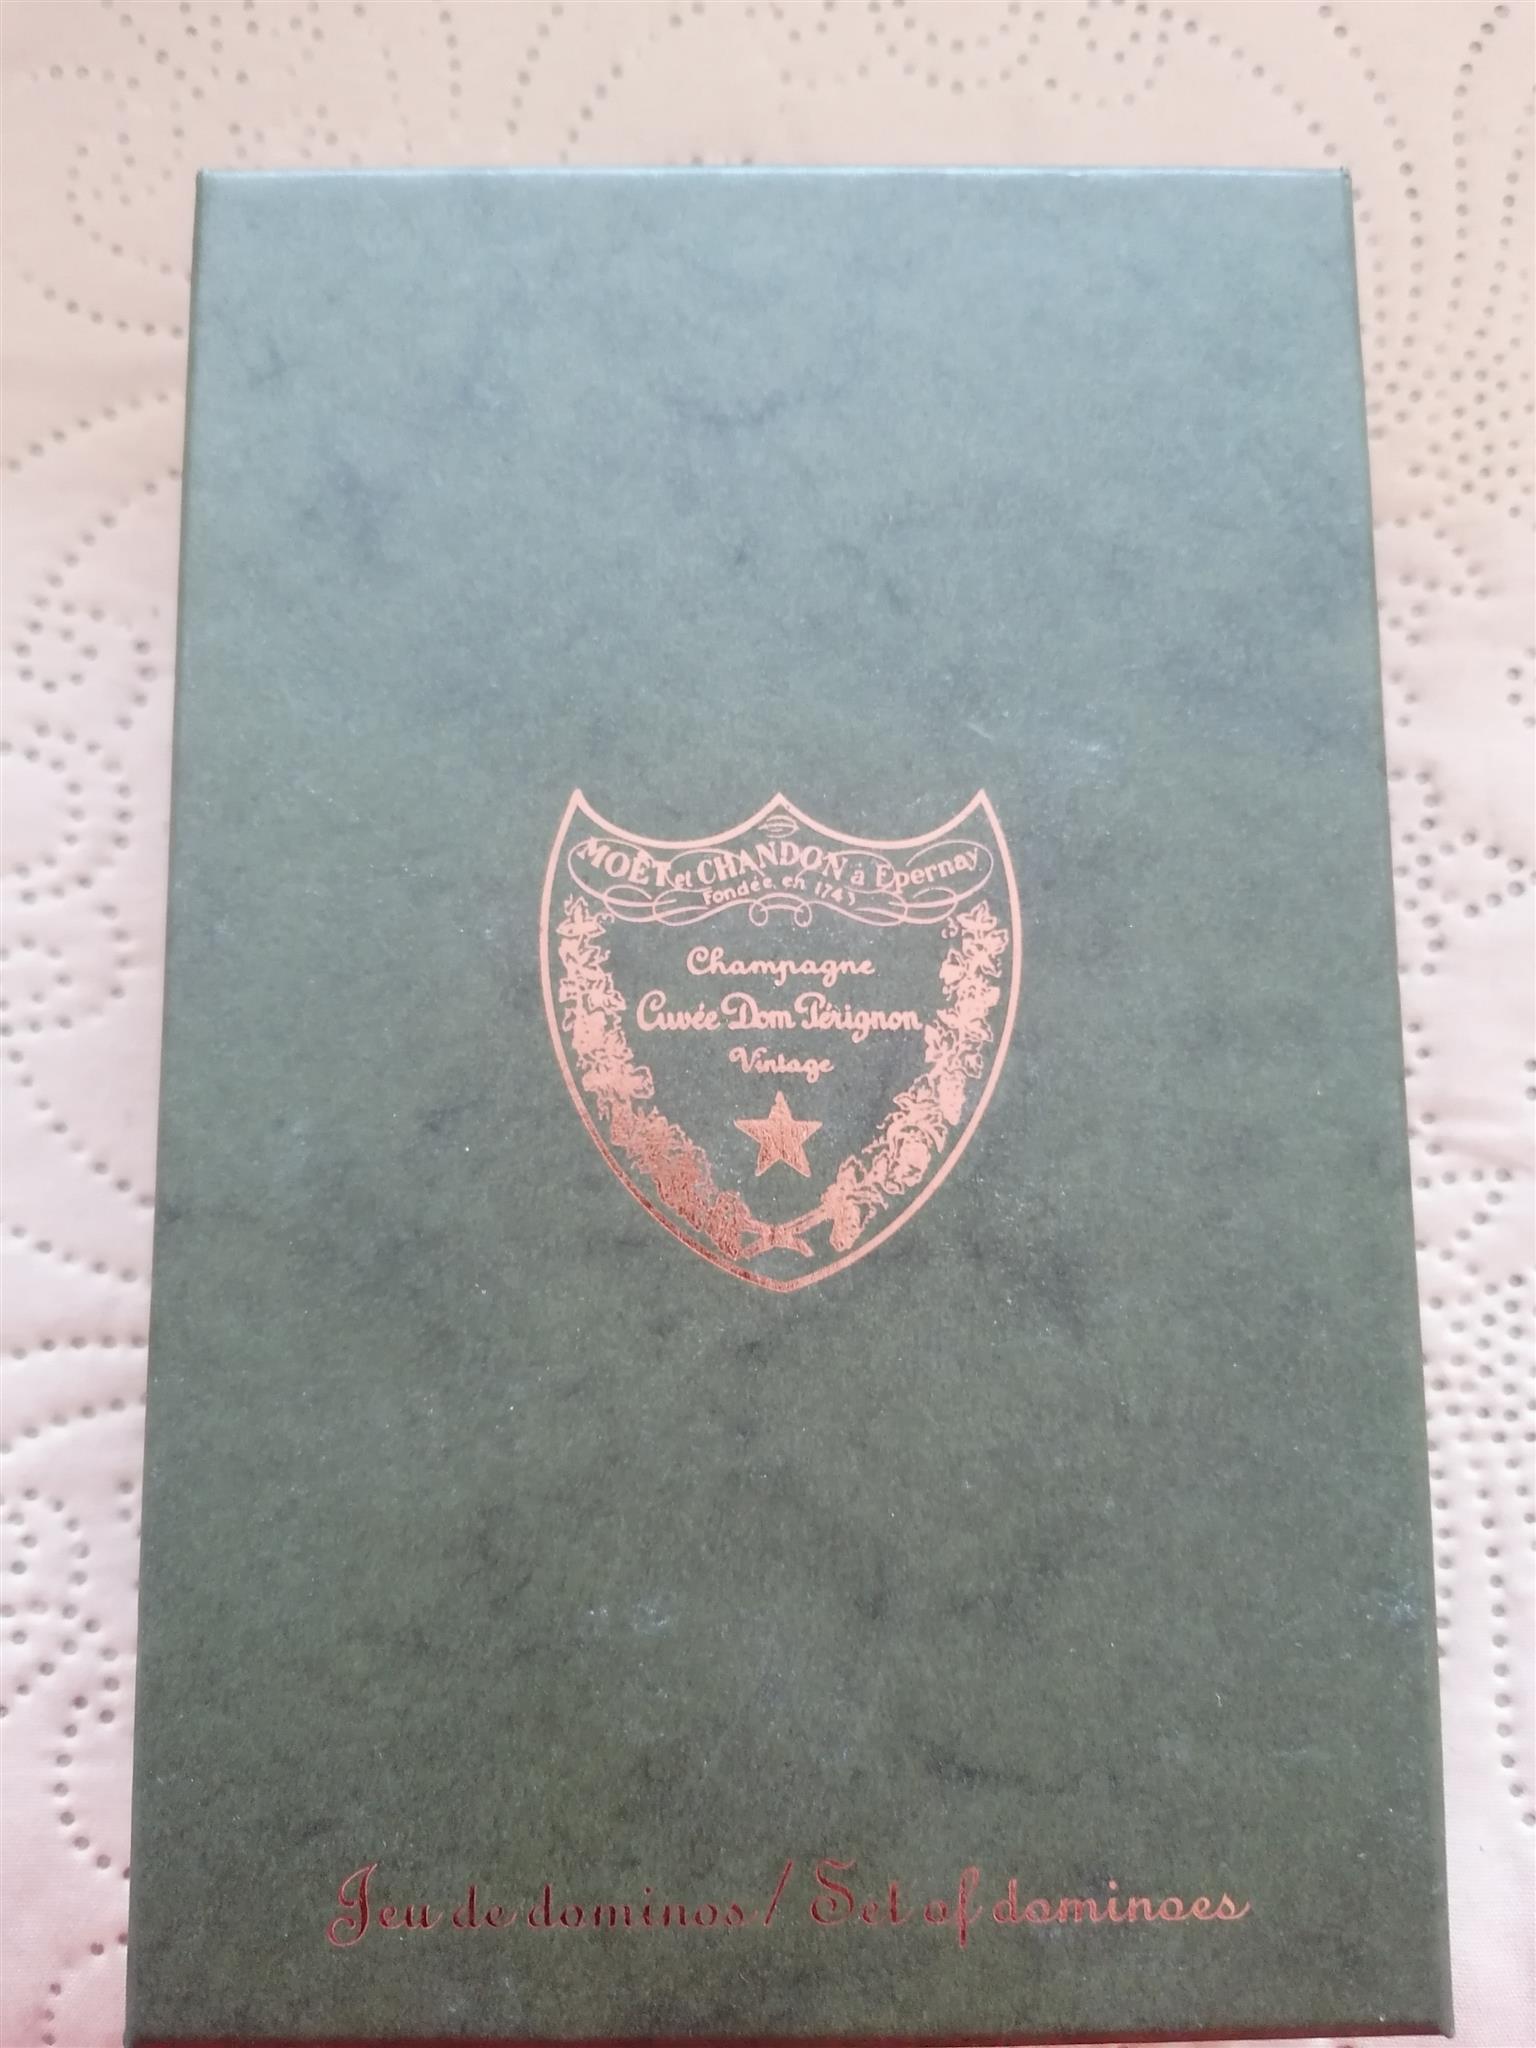 MOËT et CHANDON à Epernay
Fondée en 1743
Champagne
Cuvée Dom Pérignon
Vintage
Jeu de dominos / Set of dominoes